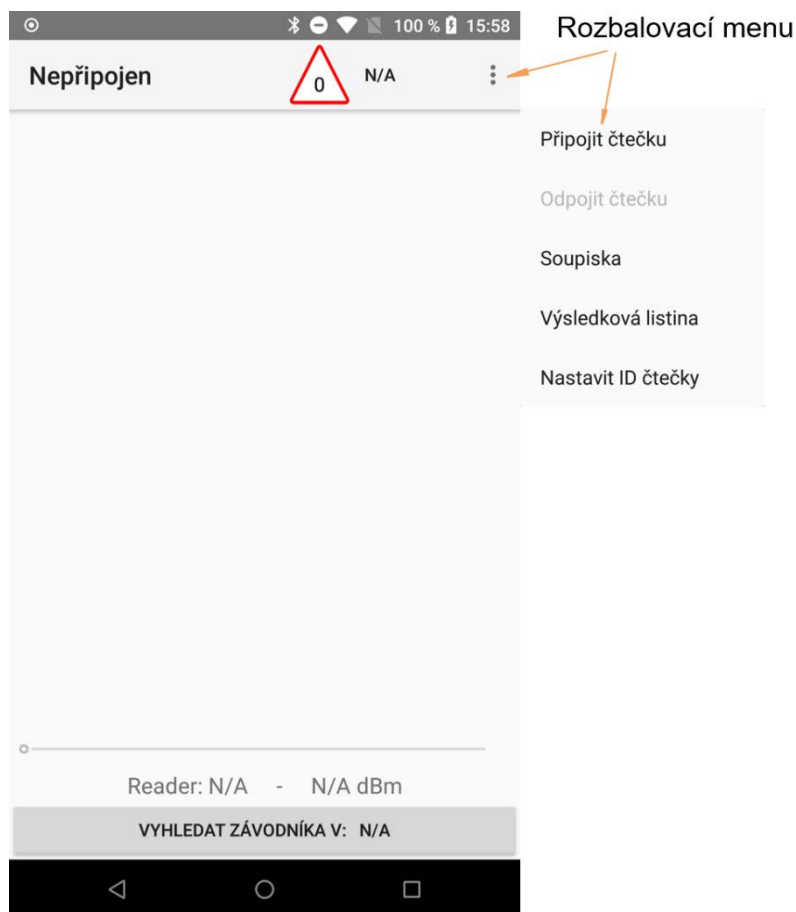 100 % 15:58
Rozbalovací menu
Nepřipojen 0 N/A
Připojit čtečku
Odpojit čtečku
Soupiska
Výsledková listina
Nastavit ID čtečky
Reader: N/A - N/A dBm
VYHLEDAT ZÁVODNÍKA V: N/A